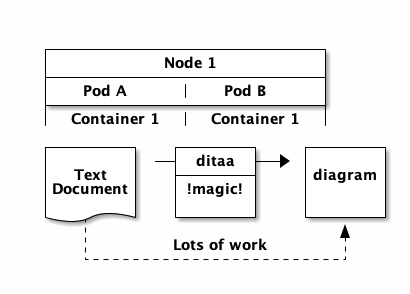 Node 1
Pod A | Pod B
| Container 1 | Container 1 |
Text
Document
ditaa
!magic!
diagram
Lots of work